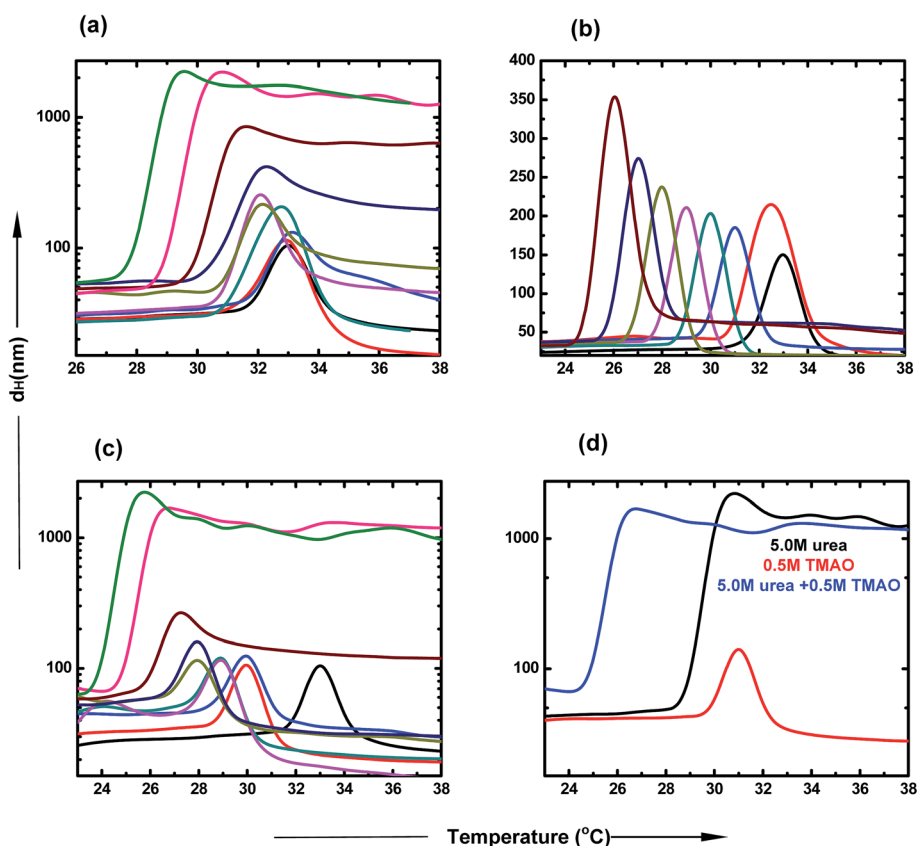 (a)
(b)
1000
100
26 28 30 32 34 36 38
400
350
300
250
200
150
100
50
24 26 28 30 32 34 36 38
dH(nm)
(c)
(d)
1000
100
24 26 28 30 32 34 36 38
1000
100
5.0M urea
0.5M TMAO
5.0M urea +0.5M TMAO
24 26 28 30 32 34 36 38
Temperature (°C)